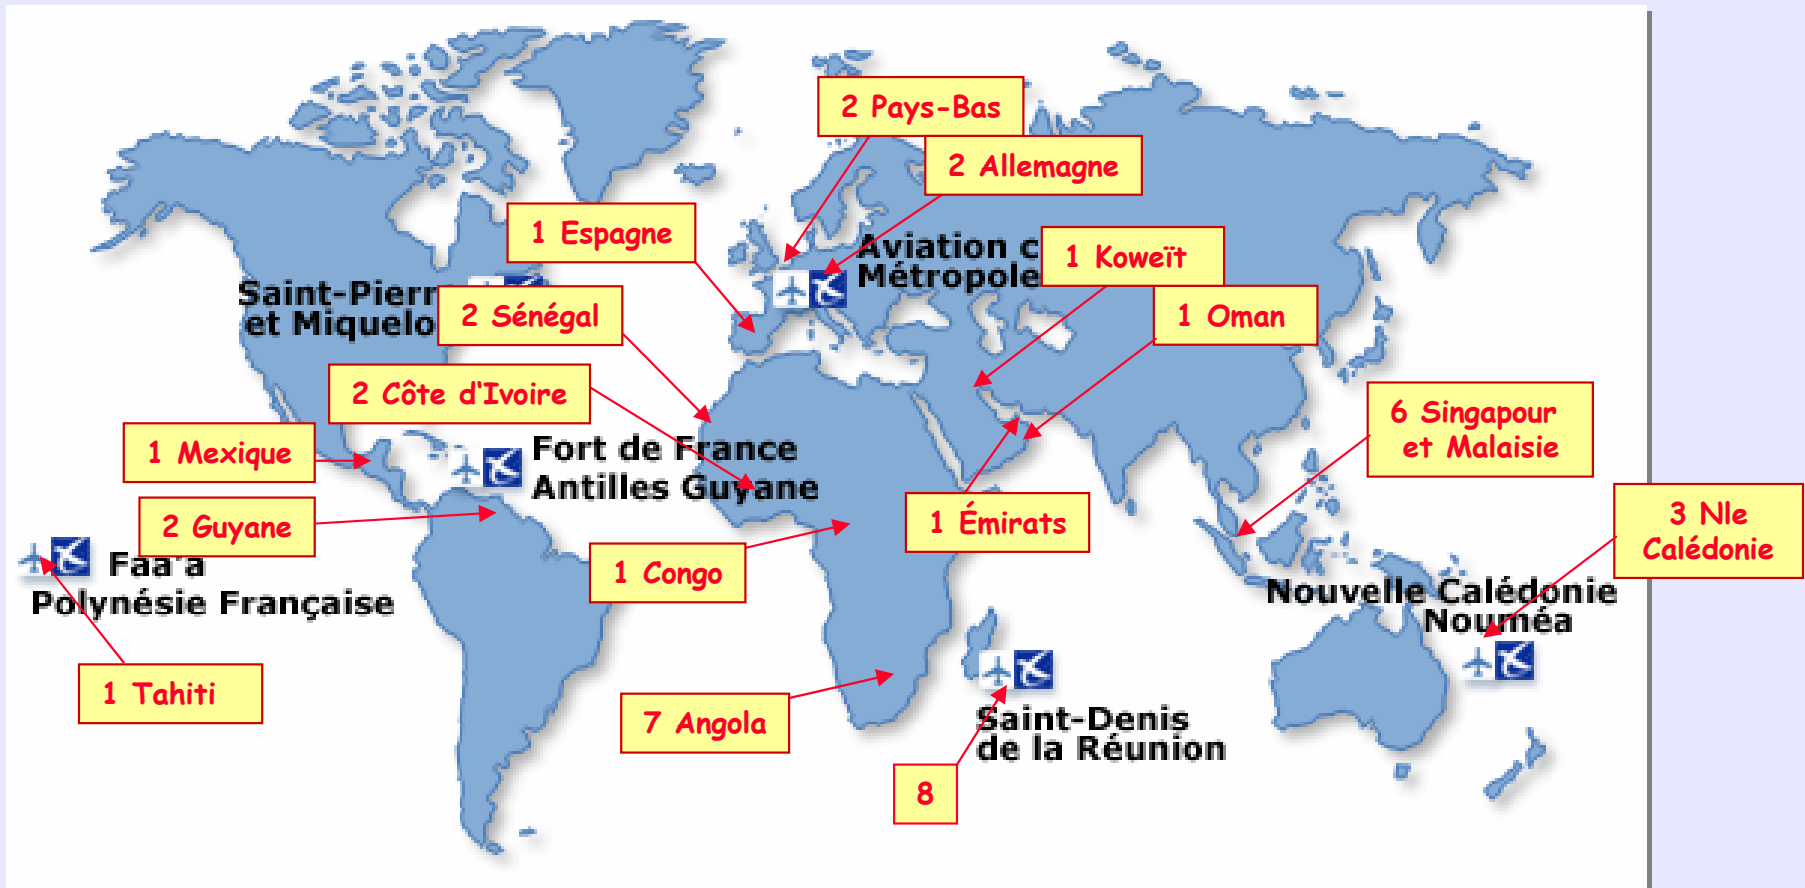 2 Pays-Bas
2 Allemagne
1 Espagne
Aviation c
Métropole
1 Koweït
Saint-Pierr
et Miquelo
2 Sénégal
1 Oman
2 Côte d'Ivoire
6 Singapour
et Malaisie
1 Mexique
Fort de France
Antilles Guyane
2 Guyane
1 Émirats
3 Nle
Calédonie
Faa'a
Polynésie Française
1 Congo
Nouvelle Calédonie
Nouméa
1 Tahiti
7 Angola
Saint-Denis
de la Réunion
8